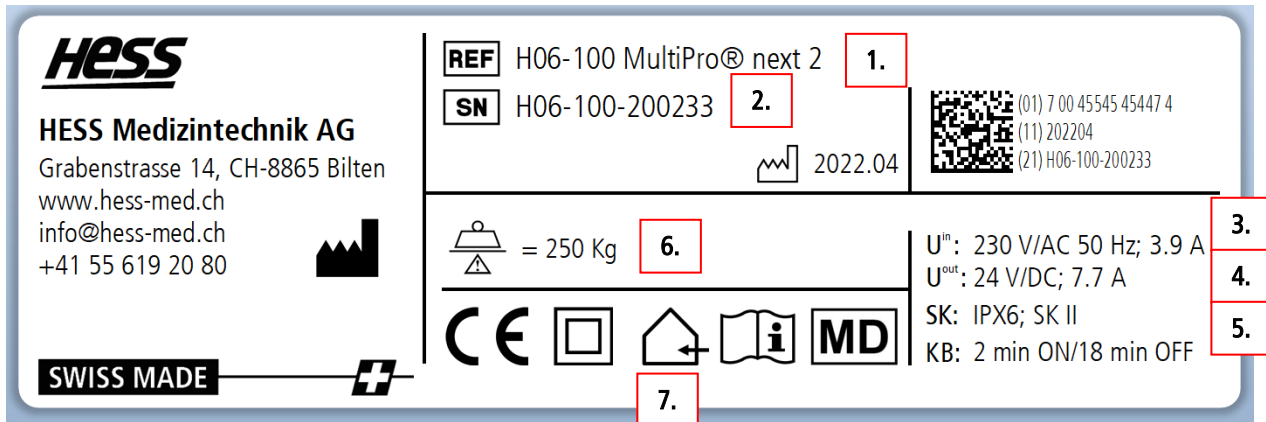 HESS
HESS Medizintechnik AG
Grabenstrasse 14, CH-8865 Bilten
www.hess-med.ch
info@hess-med.ch
+41 55 619 20 80
SWISS MADE
REF H06-100 MultiPro® next 2
1.
SN H06-100-200233
2.
2022.04
(01) 7 00 45545 45447 4
(11) 202204
(21) H06-100-200233
= 250 Kg
6.
CE i MD
7.
Uin: 230 V/AC 50 Hz; 3.9 A
3.
Uout: 24 V/DC; 7.7 A
4.
SK: IPX6; SK II
5.
KB: 2 min ON/18 min OFF